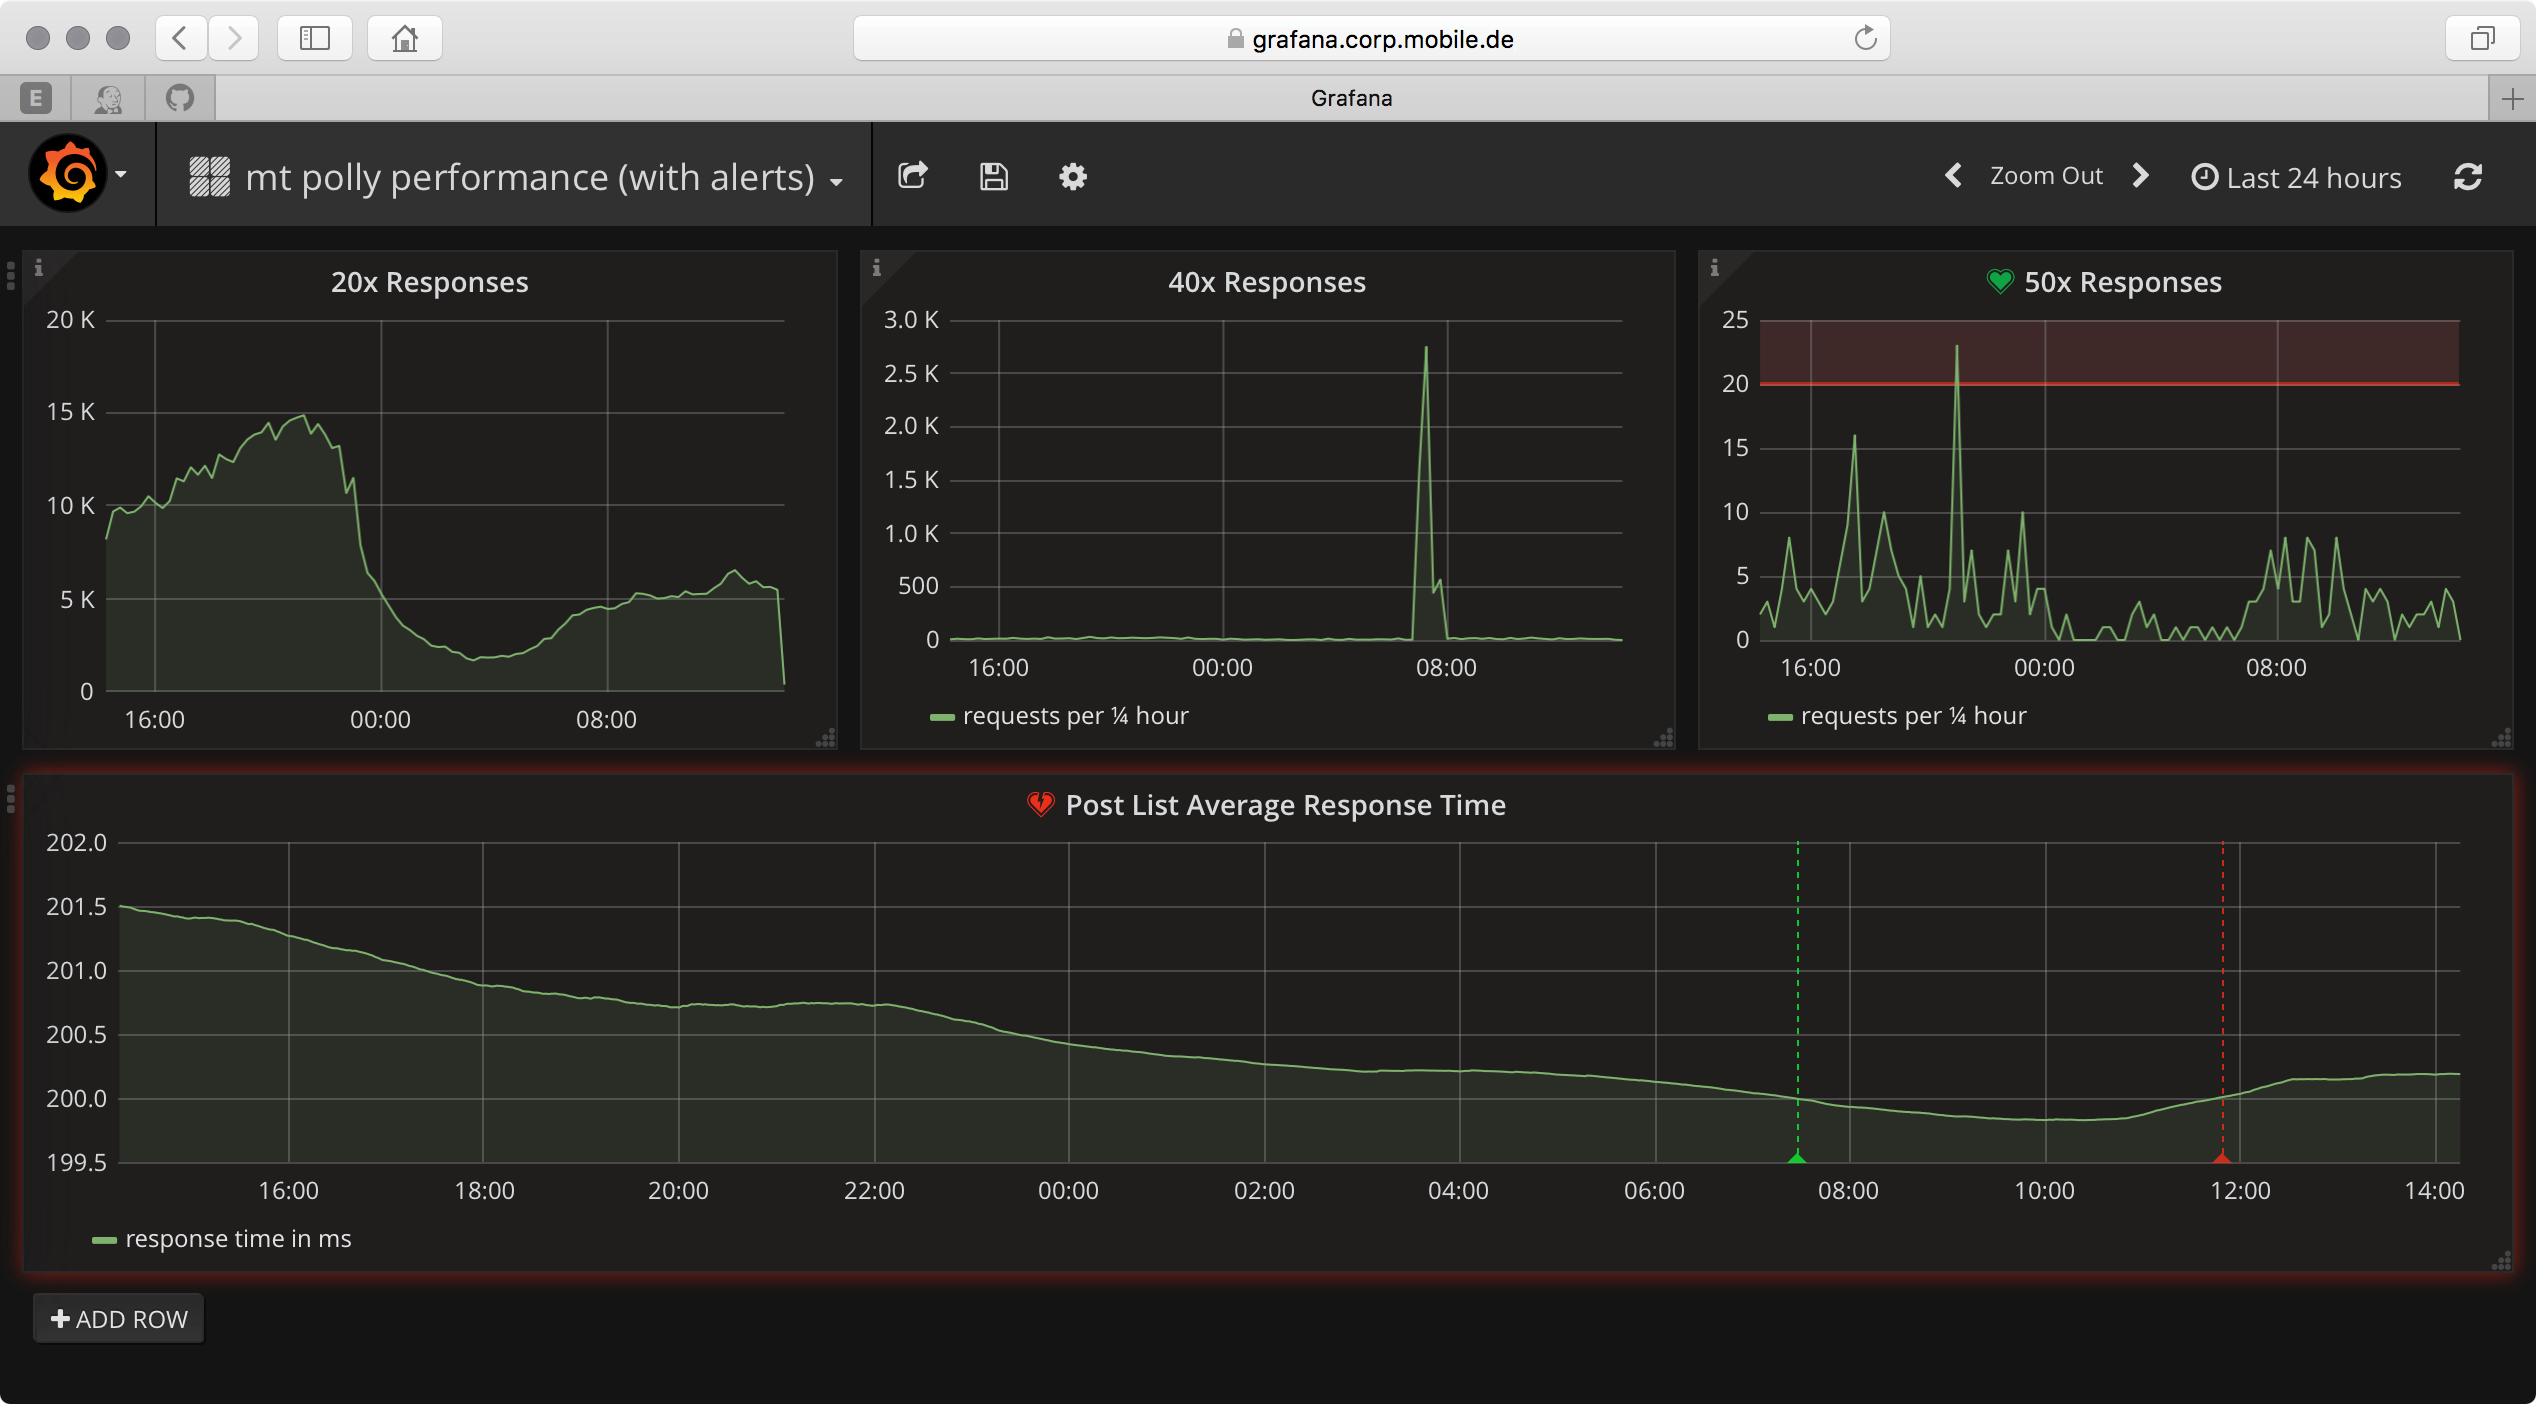 grafana.corp.mobile.de
E
Grafana
mt polly performance (with alerts)
Zoom Out
Last 24 hours
i
20x Responses
20 K
15 K
10 K
5 K
0
16:00 00:00 08:00
i
40x Responses
3.0 K
2.5 K
2.0 K
1.5 K
1.0 K
500
0
16:00 00:00 08:00
requests per ¼ hour
i
50x Responses
25
20
15
10
5
0
16:00 00:00 08:00
requests per ¼ hour
Post List Average Response Time
202.0
201.5
201.0
200.5
200.0
199.5
16:00 18:00 20:00 22:00 00:00 02:00 04:00 06:00 08:00 10:00 12:00 14:00
response time in ms
+ ADD ROW